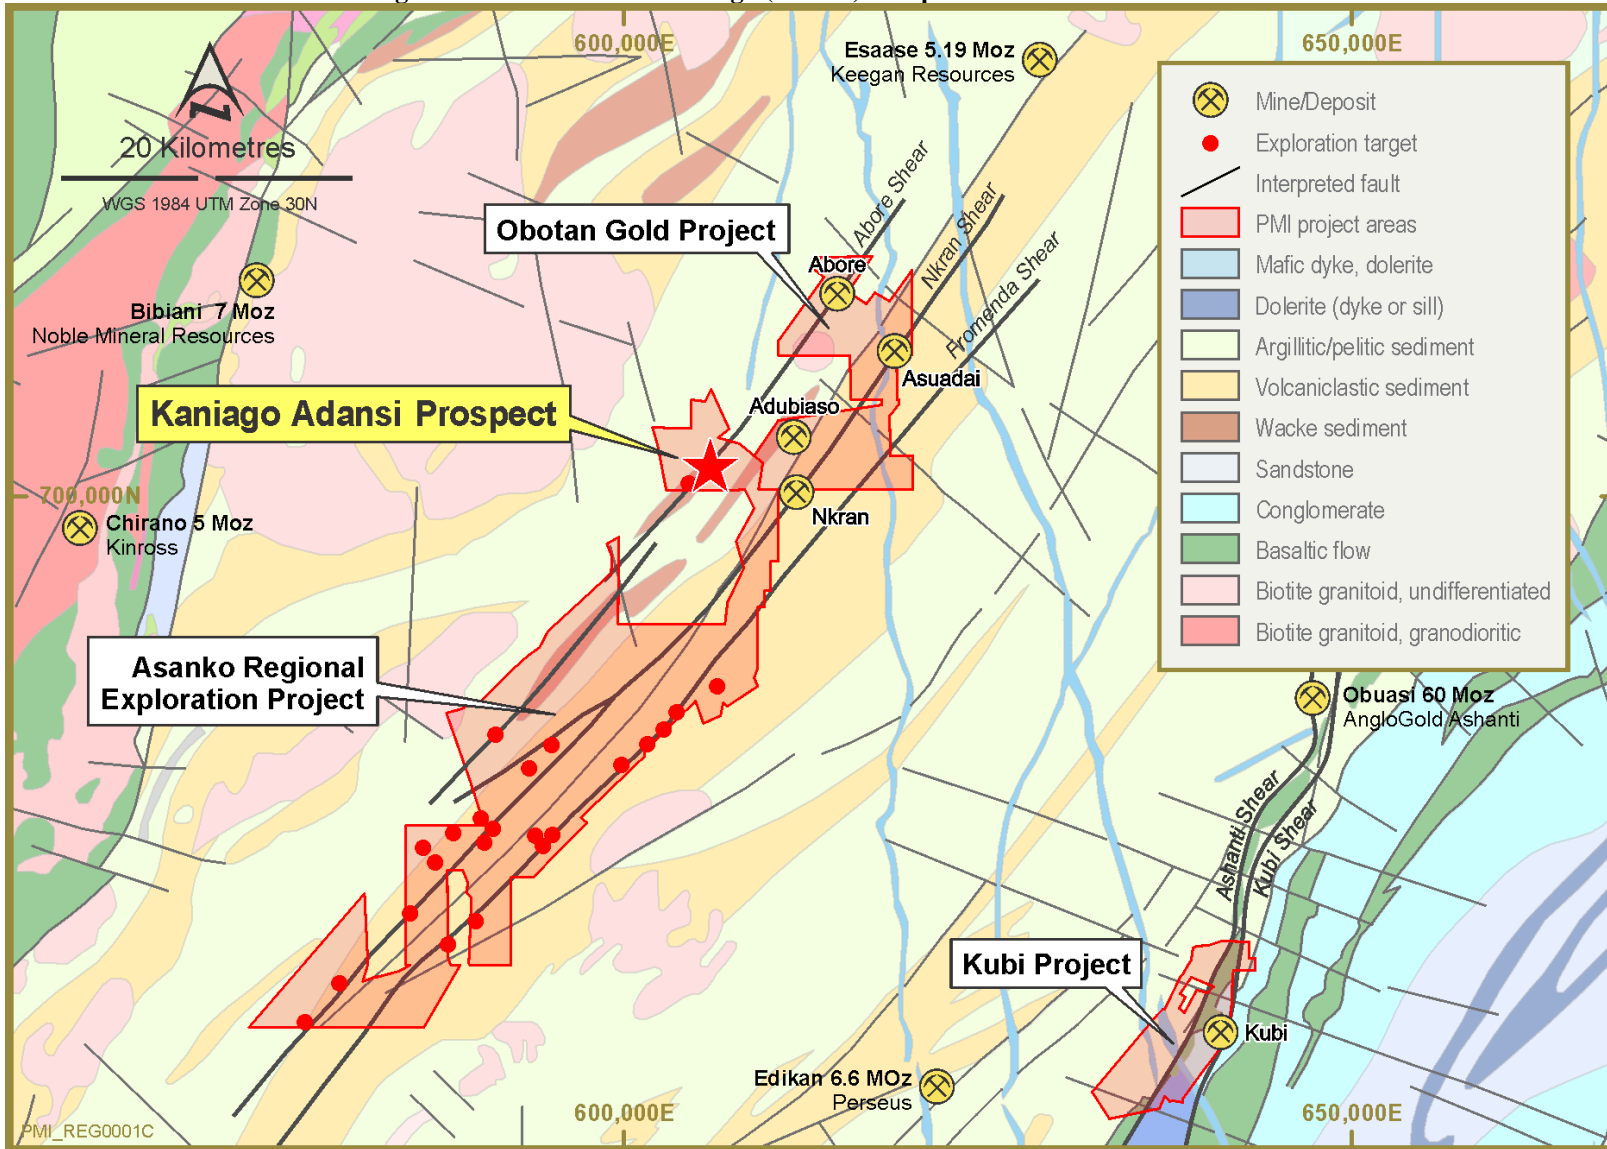 600,000E
650,000E
Esaase 5.19 Moz
Keegan Resources
20 Kilometres
WGS 1984 UTM Zone 30N
Mine/Deposit
Exploration target
Interpreted fault
PMI project areas
Mafic dyke, dolerite
Dolerite (dyke or sill)
Argillitic/pelitic sediment
Volcaniclastic sediment
Wacke sediment
Sandstone
Conglomerate
Basaltic flow
Biotite granitoid, undifferentiated
Biotite granitoid, granodioritic
Abore Shear
Nkran Shear
Fromenda Shear
Obotan Gold Project
Abore
Bibiani 7 Moz
Noble Mineral Resources
Asuadai
Kaniago Adansi Prospect
Adubiaso
700,000N
Nkran
Chirano 5 Moz
Kinross
Asanko Regional
Exploration Project
Obuasi 60 Moz
AngloGold Ashanti
Ashanti Shear
Kubi Shear
Kubi Project
Kubi
Edikan 6.6 MOz
Perseus
600,000E
650,000E
PMI_REG0001C